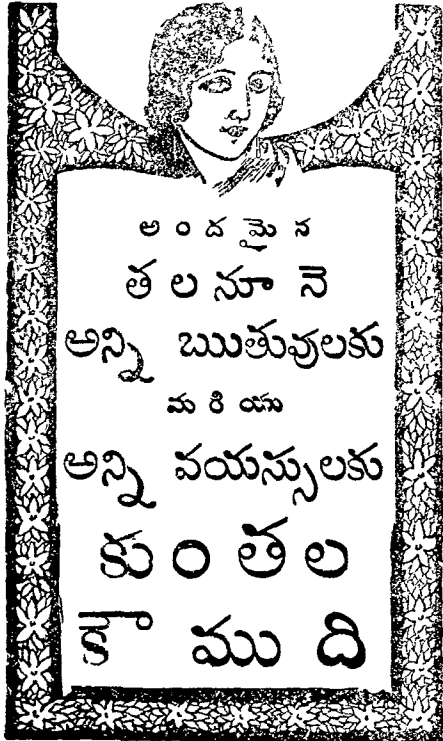 అందమైన
తలనూనె
అన్ని ఋతువులకు
మరియు
అన్ని వయస్సులకు
కుంతల
కౌముది